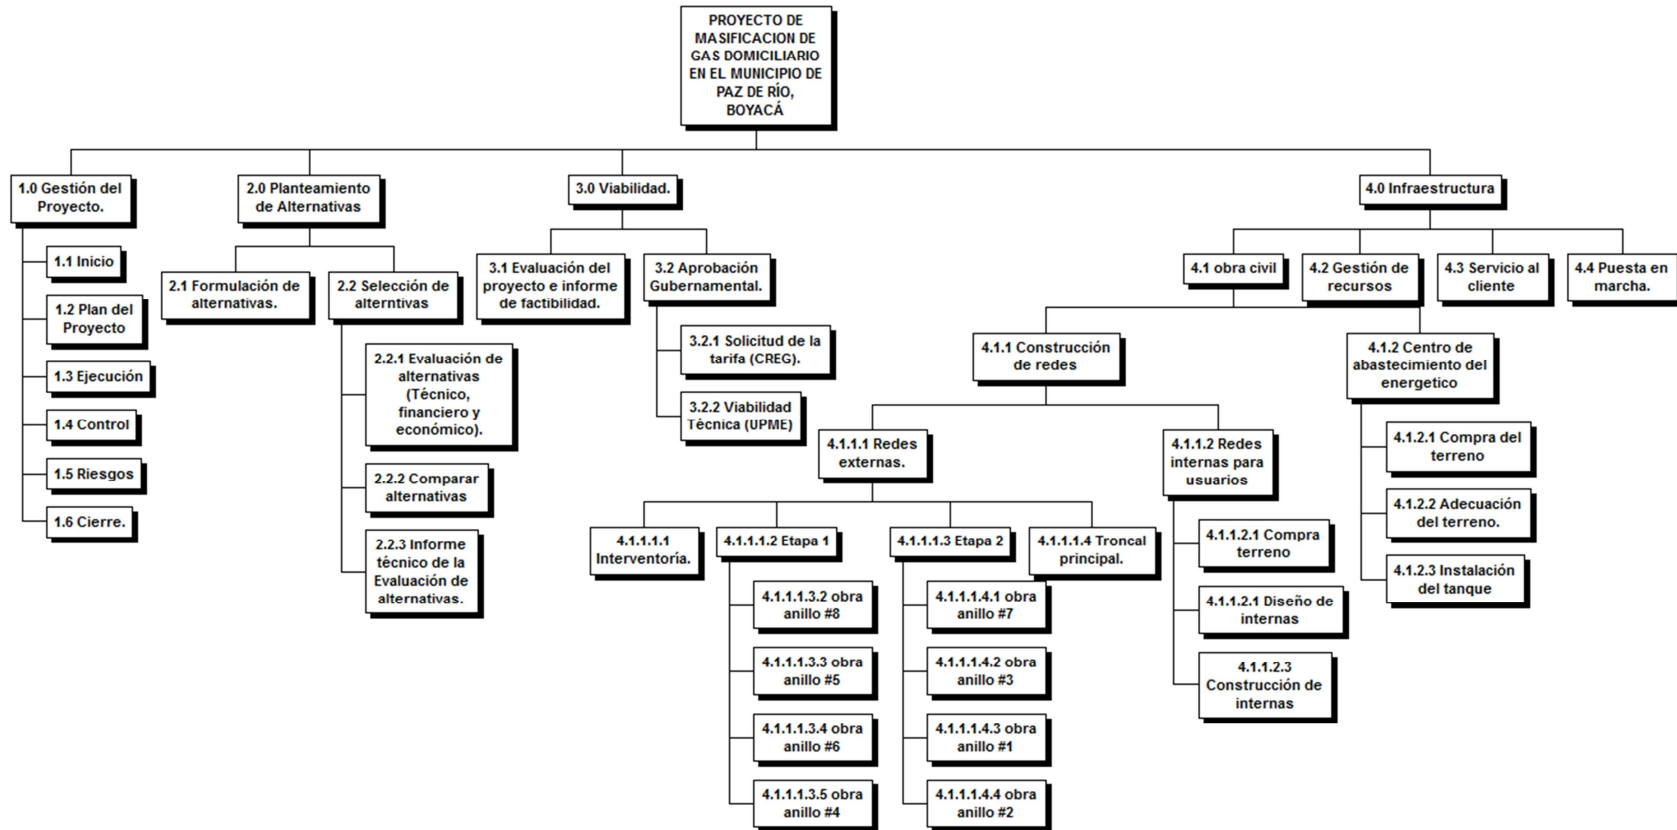 PROYECTO DE
MASIFICACION DE
GAS DOMICILIARIO
EN EL MUNICIPIO DE
PAZ DE RÍO,
BOYACÁ
1.0 Gestión del
Proyecto.
1.1 Inicio
1.2 Plan del
Proyecto
1.3 Ejecución
1.4 Control
1.5 Riesgos
1.6 Cierre.
2.0 Planteamiento
de Alternativas
2.1 Formulación de
alternativas.
2.2 Selección de
alterntivas
2.2.1 Evaluación de
alternativas
(Técnico,
financiero y
económico).
2.2.2 Comparar
alternativas
2.2.3 Informe
técnico de la
Evaluación de
alternativas.
3.0 Viabilidad.
3.1 Evaluación del
proyecto e informe
de factibilidad.
3.2 Aprobación
Gubernamental.
3.2.1 Solicitud de la
tarifa (CREG).
3.2.2 Viabilidad
Técnica (UPME)
4.0 Infraestructura
4.1 obra civil
4.1.1 Construcción
de redes
4.1.1.1 Redes
externas.
4.1.1.1.1
Interventoría.
4.1.1.1.2 Etapa 1
4.1.1.1.3.2 obra
anillo #8
4.1.1.1.3.3 obra
anillo #5
4.1.1.1.3.4 obra
anillo #6
4.1.1.1.3.5 obra
anillo #4
4.1.1.1.3 Etapa 2
4.1.1.1.4.1 obra
anillo #7
4.1.1.1.4.2 obra
anillo #3
4.1.1.1.4.3 obra
anillo #1
4.1.1.1.4.4 obra
anillo #2
4.1.1.1.4 Troncal
principal.
4.1.1.2 Redes
internas para
usuarios
4.1.1.2.1 Compra
terreno
4.1.1.2.1 Diseño de
internas
4.1.1.2.3
Construcción de
internas
4.1.2 Centro de
abastecimiento del
energetico
4.1.2.1 Compra del
terreno
4.1.2.2 Adecuación
del terreno.
4.1.2.3 Instalación
del tanque
4.2 Gestión de
recursos
4.3 Servicio al
cliente
4.4 Puesta en
marcha.